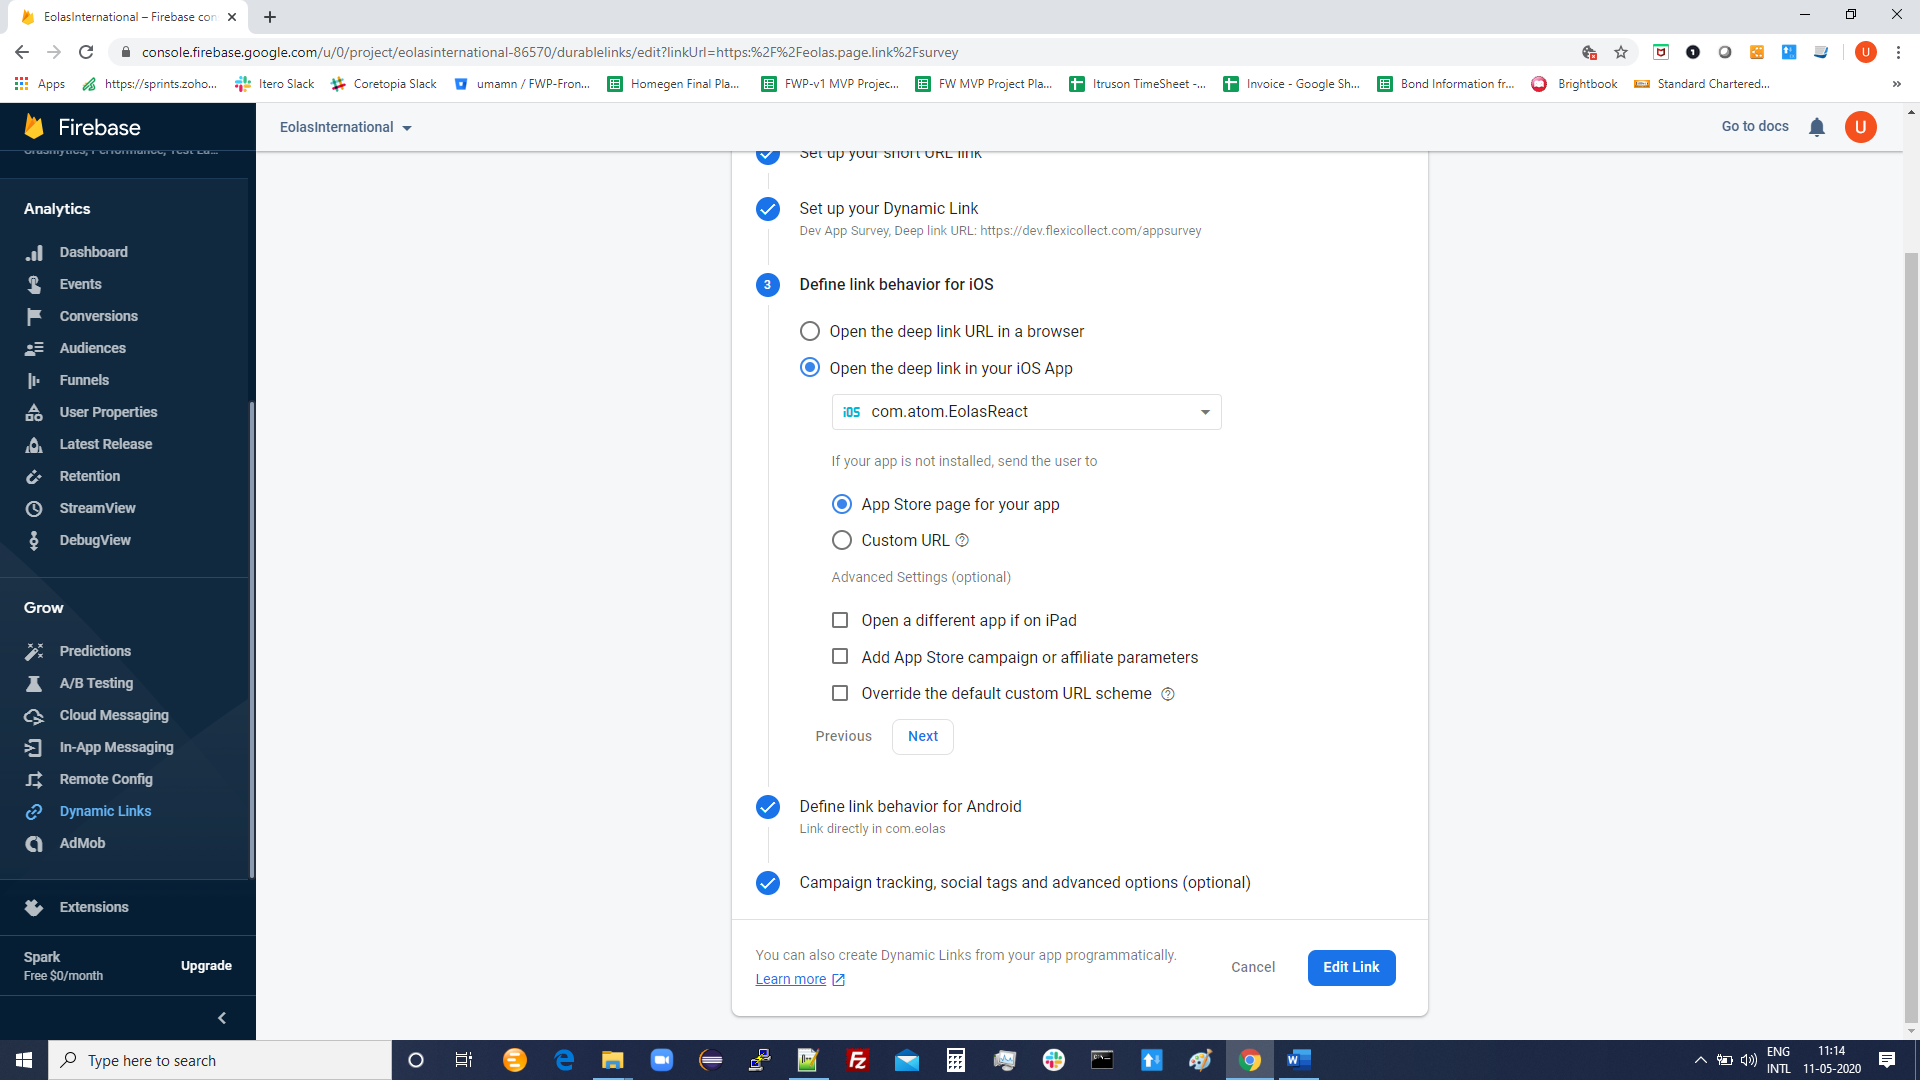 EolasInternational – Firebase con
console.firebase.google.com/u/0/project/eolasinternational-86570/durablelinks/edit?linkUrl=https:%2F%2Feolas.page.link%2Fsurvey
Apps https://sprints.zoho... Itero Slack Coretopia Slack umamn / FWP-Fron... Homegen Final Pla... FWP-v1 MVP Projec... FW MVP Project Pla... Itruson TimeSheet -... Invoice - Google Sh... Bond Information fr... Brightbook Standard Chartered... »
Firebase
EolasInternational
Go to docs
U
Crashlytics, Performance, Test La...
Analytics
Dashboard
Events
Conversions
Audiences
Funnels
User Properties
Latest Release
Retention
StreamView
DebugView
Grow
Predictions
A/B Testing
Cloud Messaging
In-App Messaging
Remote Config
Dynamic Links
AdMob
Extensions
Spark
Free $0/month
Upgrade
Set up your short URL link
Set up your Dynamic Link
Dev App Survey, Deep link URL: https://dev.flexicollect.com/appsurvey
3 Define link behavior for iOS
Open the deep link URL in a browser
Open the deep link in your iOS App
iOS com.atom.EolasReact
If your app is not installed, send the user to
App Store page for your app
Custom URL
Advanced Settings (optional)
Open a different app if on iPad
Add App Store campaign or affiliate parameters
Override the default custom URL scheme
Previous Next
Define link behavior for Android
Link directly in com.eolas
Campaign tracking, social tags and advanced options (optional)
You can also create Dynamic Links from your app programmatically.
Learn more
Cancel Edit Link
Type here to search
ENG
INTL
11:14
11-05-2020